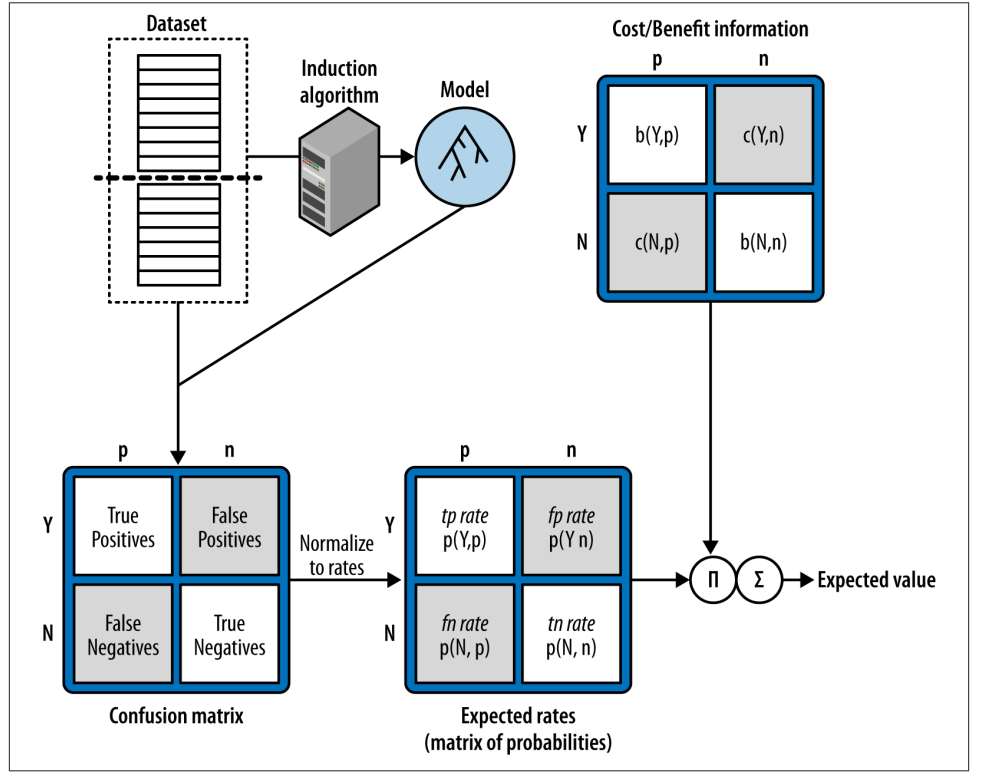 Dataset
Induction
algorithm
Model
Cost/Benefit information
p n
Y b(Y,p) c(Y,n)
N c(N,p) b(N,n)
p n
Y True
Positives False
Positives
N False
Negatives True
Negatives
Confusion matrix
Normalize
to rates
p n
Y tp rate
p(Y,p) fp rate
p(Y n)
N fn rate
p(N, p) tn rate
p(N, n)
Expected rates
(matrix of probabilities)
Π Σ Expected value